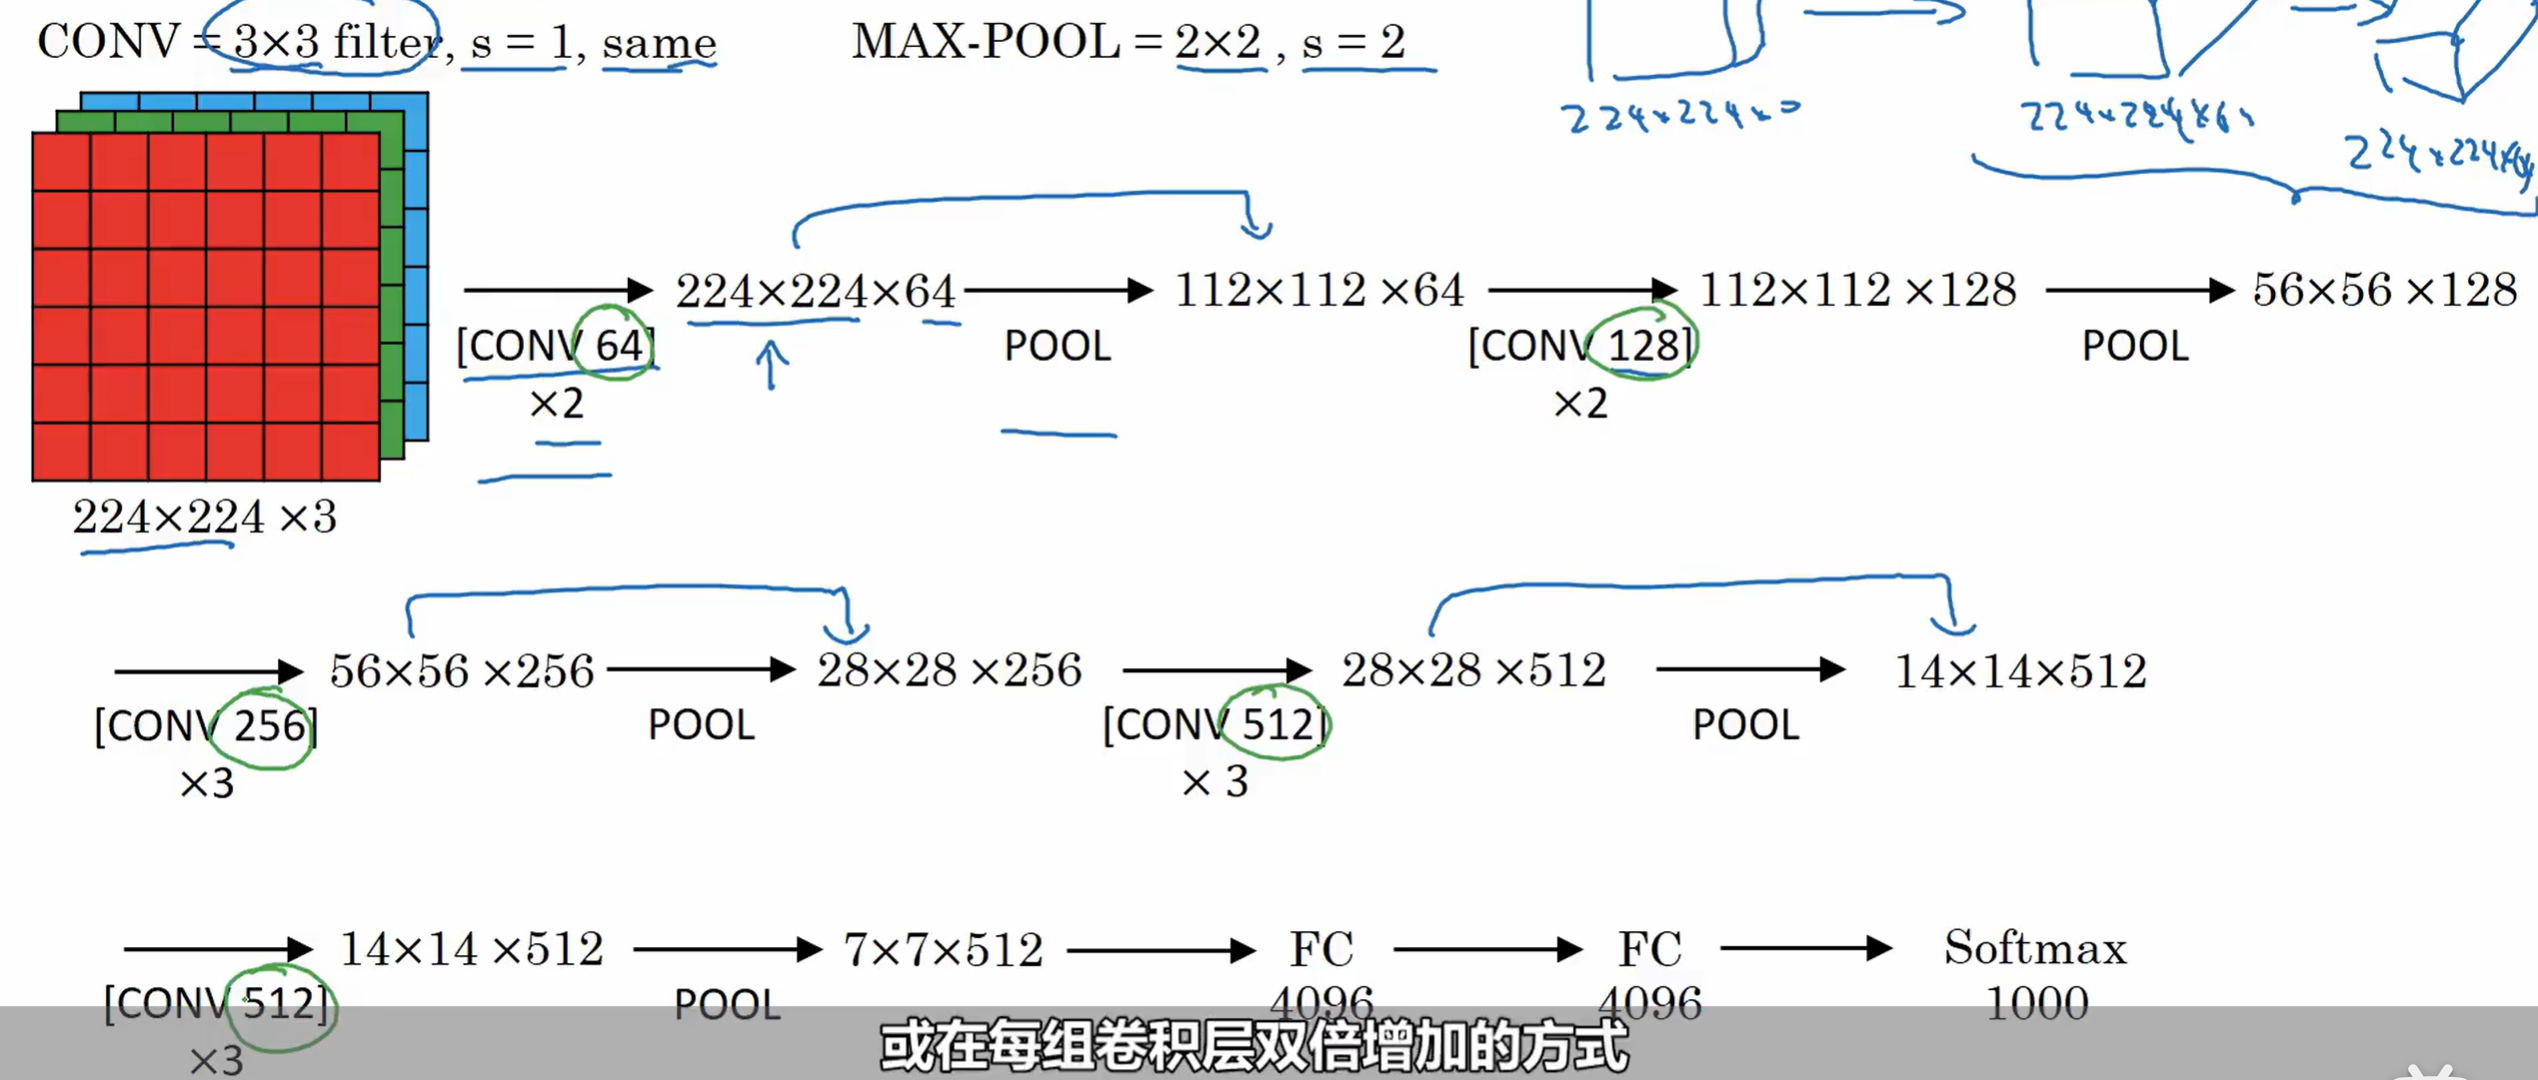 CONV = 3×3 filter, s = 1, same
MAX-POOL = 2×2 , s = 2
224×224×
224×224×6
224×224×64
224×224×64
112×112 ×64
112×112 ×128
56×56 ×128
[CONV 64]
POOL
[CONV 128]
POOL
×2
×2
224×224 ×3
56×56 ×256
28×28 ×256
28×28 ×512
14×14×512
[CONV 256]
POOL
[CONV 512]
POOL
×3
× 3
14×14 ×512
7×7×512
FC
FC
Softmax
[CONV 512]
POOL
4096
4096
1000
×3
或在每组卷积层双倍增加的方式